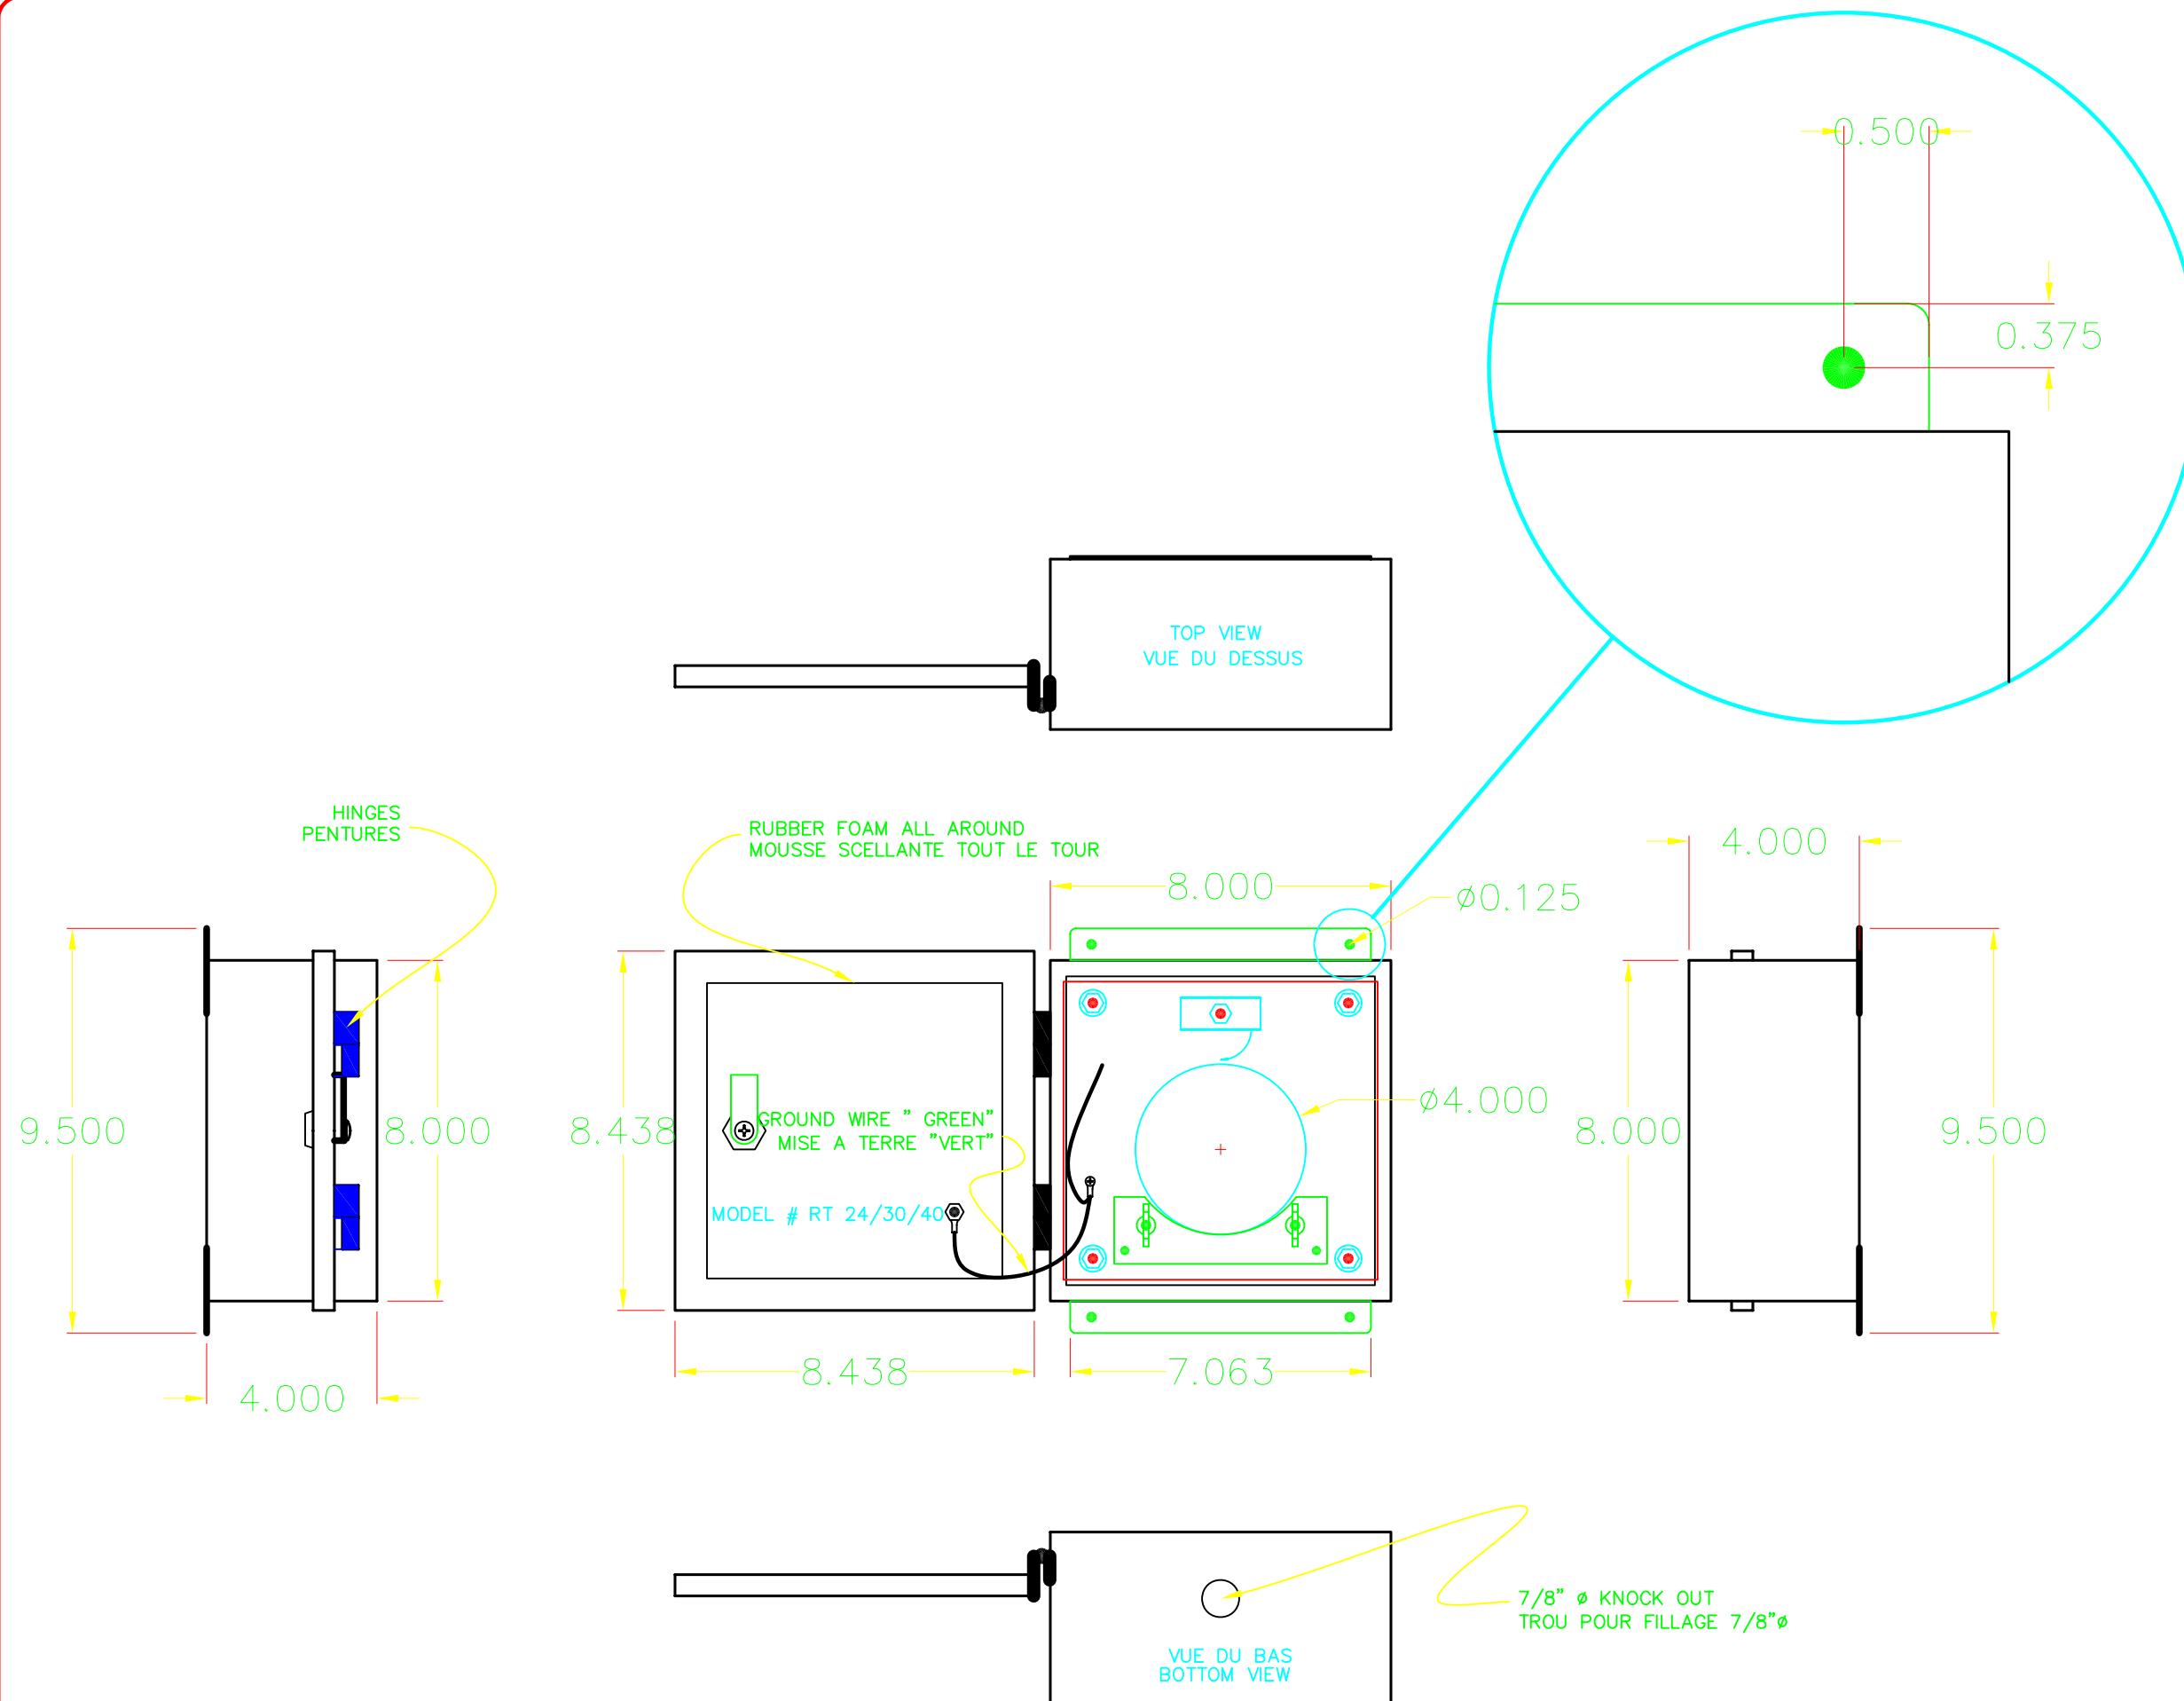 0.500
0.375
TOP VIEW
VUE DU DESSUS
HINGES
PENTURES
RUBBER FOAM ALL AROUND
MOUSSE SCELLANTE TOUT LE TOUR
4.000
8.000
Ø0.125
9.500
8.000
8.438
GROUND WIRE " GREEN"
MISE A TERRE "VERT"
Ø4.000
8.000
9.500
MODEL # RT 24/30/40
8.438
7.063
4.000
7/8" Ø KNOCK OUT
TROU POUR FILLAGE 7/8"Ø
VUE DU BAS
BOTTOM VIEW